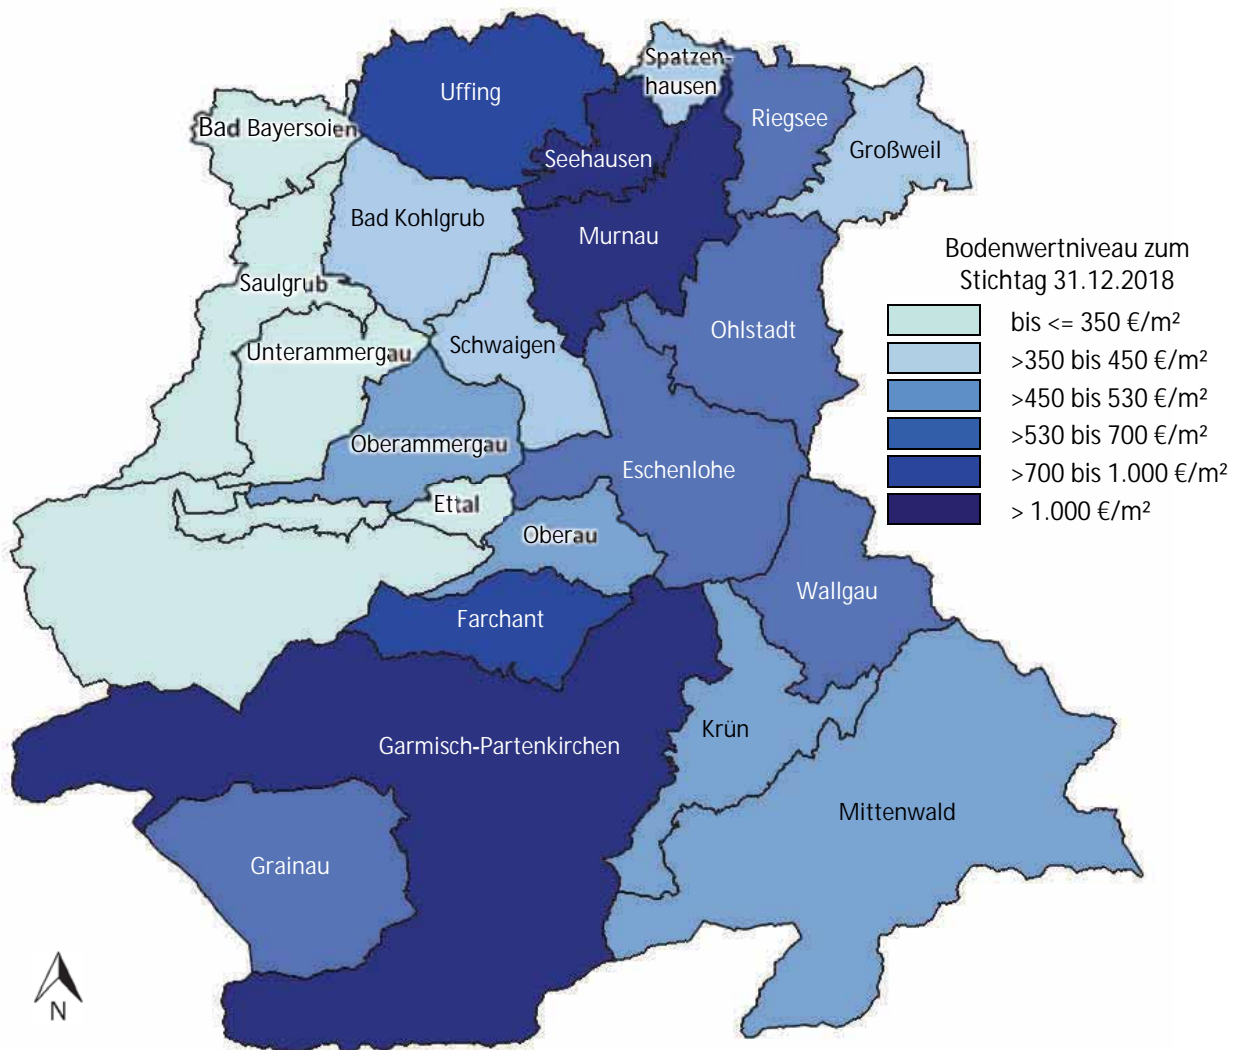 Spatzen-
hausen
Uffing
Riegsee
Bad Bayersoien
Großweil
Seehausen
Bad Kohlgrub
Murnau
Bodenwertniveau zum
Stichtag 31.12.2018
bis <= 350 €/m²
>350 bis 450 €/m²
>450 bis 530 €/m²
>530 bis 700 €/m²
>700 bis 1.000 €/m²
> 1.000 €/m²
Saulgrub
Ohlstadt
Unterammergau
Schwaigen
Oberammergau
Eschenlohe
Ettal
Oberau
Wallgau
Farchant
Krün
Garmisch-Partenkirchen
Mittenwald
Grainau
N